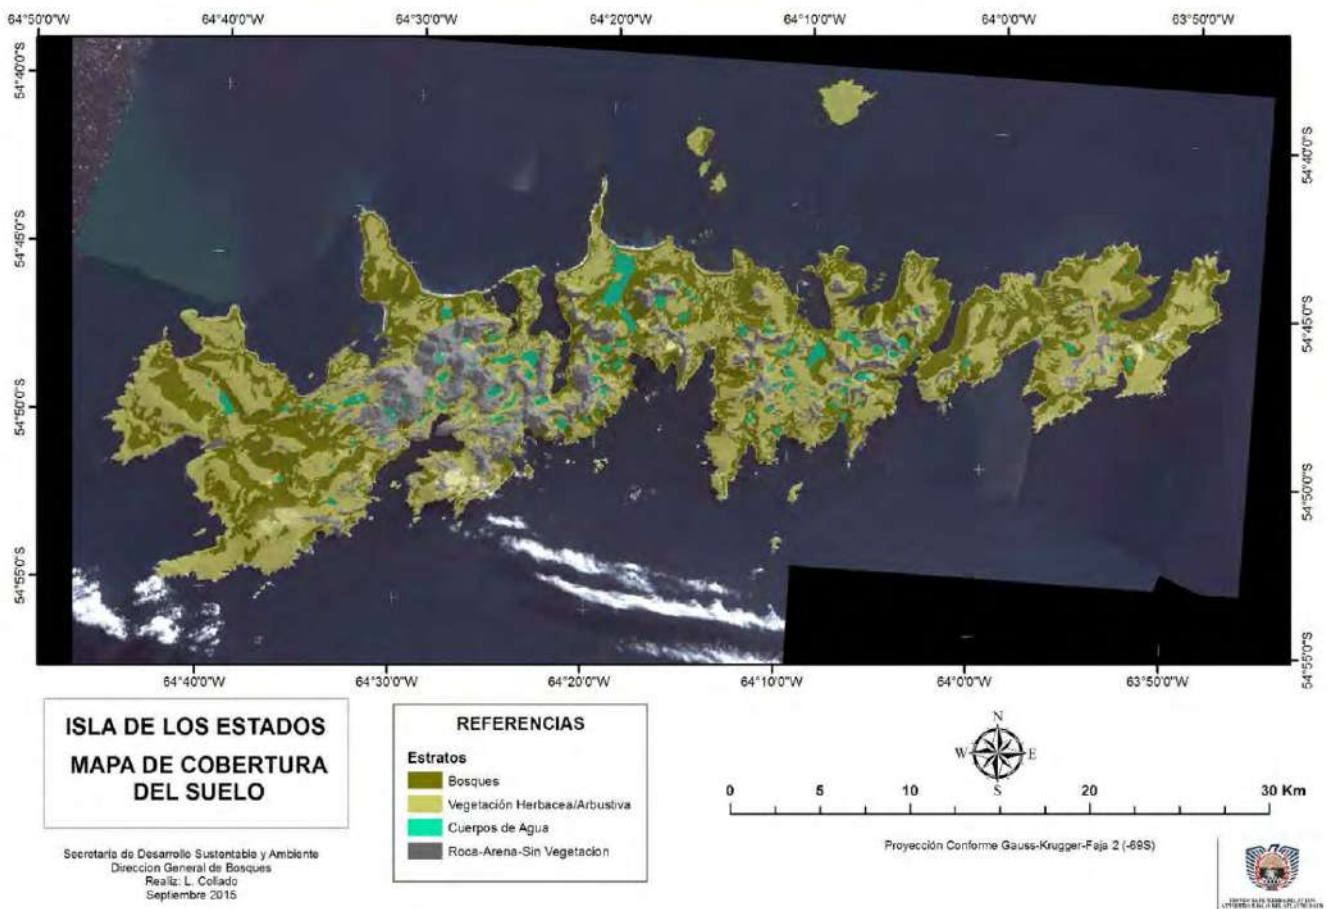 64°50'0"W 64°40'0"W 64°30'0"W 64°20'0"W 64°10'0"W 64°0'0"W 63°50'0"W
54°40'0"S
54°40'0"S
54°45'0"S
54°45'0"S
54°50'0"S
54°50'0"S
54°55'0"S
54°55'0"S
64°40'0"W 64°30'0"W 64°20'0"W 64°10'0"W 64°0'0"W 63°50'0"W
ISLA DE LOS ESTADOS
MAPA DE COBERTURA
DEL SUELO
Secretaría de Desarrollo Sustentable y Ambiente
Direccion General de Bosques
Realiz: L. Collado
Septiembre 2015
REFERENCIAS
Estratos
Bosques
Vegetación Herbacea/Arbustiva
Cuerpos de Agua
Roca-Arena-Sin Vegetacion
N
W E
S
0 5 10 20 30 Km
Proyección Conforme Gauss-Krugger-Faja 2 (-69S)